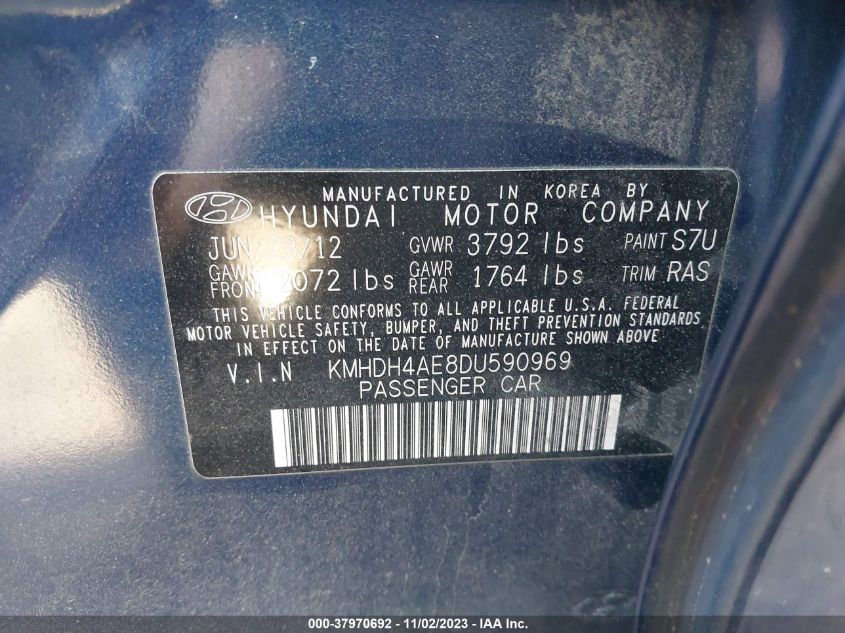 MANUFACTURED IN KOREA BY
HYUNDAI MOTOR COMPANY
JUN/23/12 GVWR 3792 lbs PAINT S7U
GAWR FRONT 2072 lbs GAWR REAR 1764 lbs TRIM RAS
THIS VEHICLE CONFORMS TO ALL APPLICABLE U.S.A. FEDERAL
MOTOR VEHICLE SAFETY, BUMPER, AND THEFT PREVENTION STANDARDS
IN EFFECT ON THE DATE OF MANUFACTURE SHOWN ABOVE.
V.I.N KMHDH4AE8DU590969
PASSENGER CAR
000-37970692 - 11/02/2023 - IAA Inc.